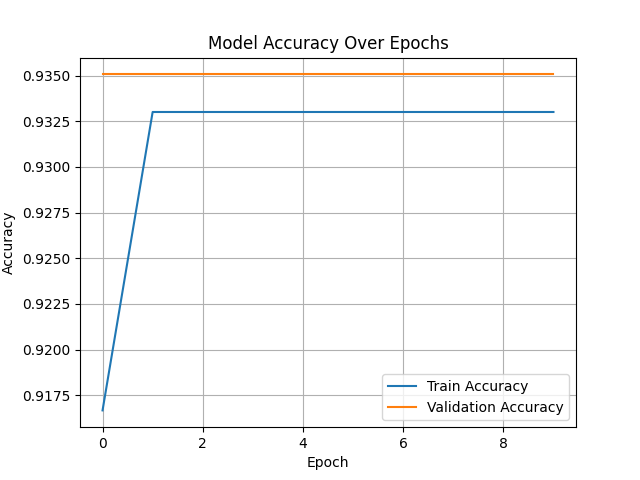 Model Accuracy Over Epochs
0.9350
0.9325
0.9300
0.9275
0.9250
0.9225
0.9200
0.9175
Accuracy
0 2 4 6 8
Epoch
Train Accuracy
Validation Accuracy